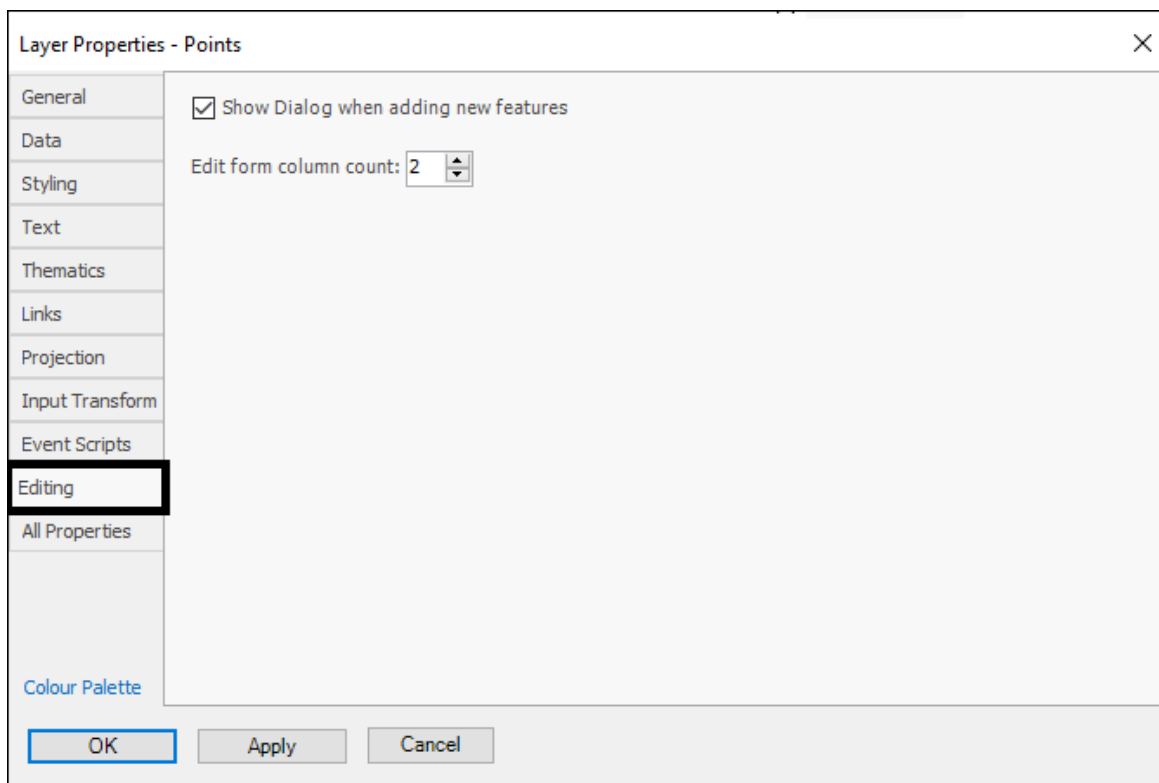 Layer Properties - Points
General
Show Dialog when adding new features
Data
Edit form column count: 2
Styling
Text
Thematics
Links
Projection
Input Transform
Event Scripts
Editing
All Properties
Colour Palette
OK Apply Cancel